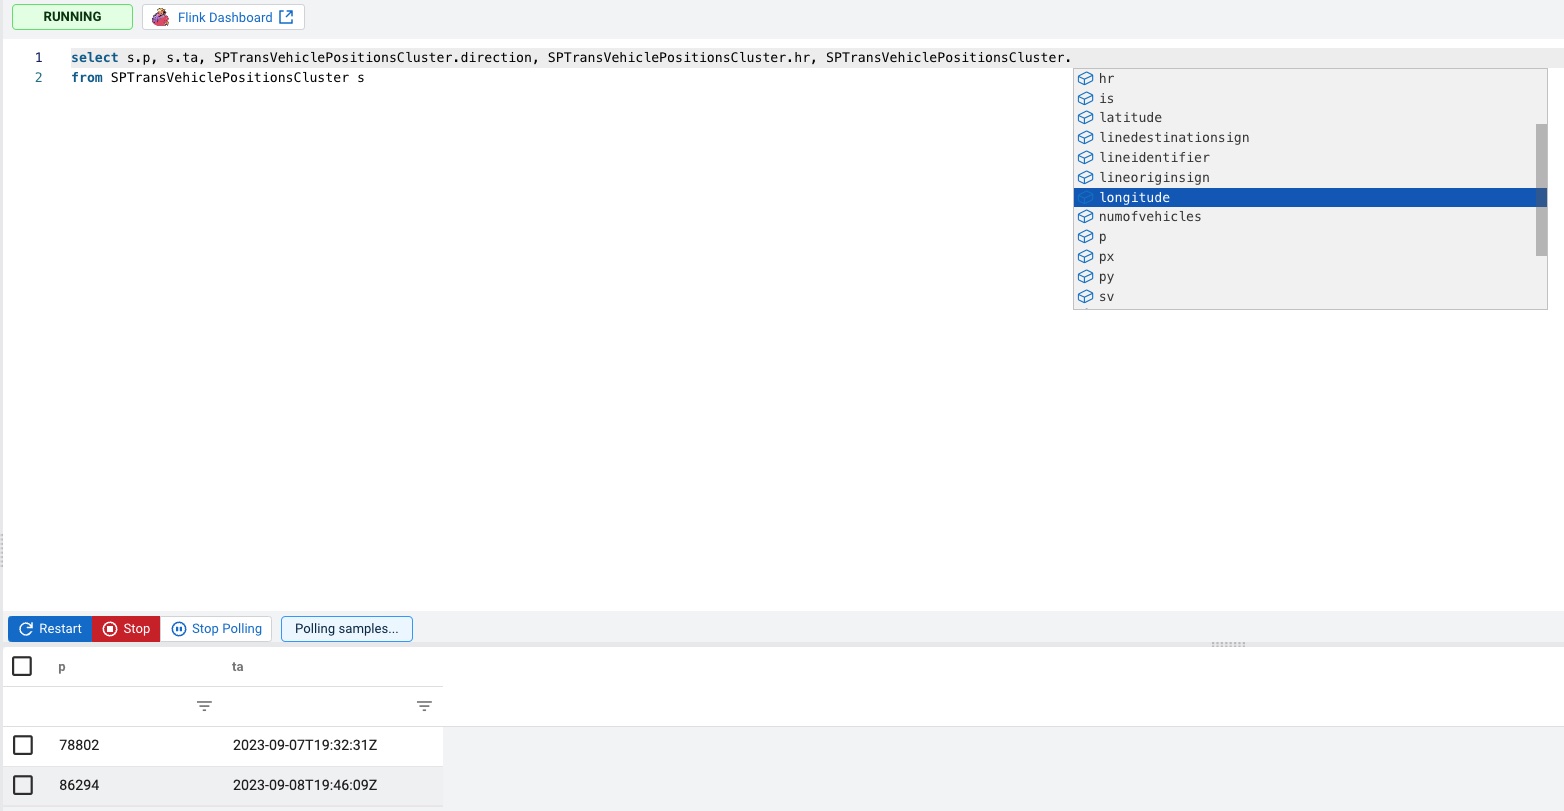 RUNNING
Flink Dashboard
1 select s.p, s.ta, SPTransVehiclePositionsCluster.direction, SPTransVehiclePositionsCluster.hr, SPTransVehiclePositionsCluster.
2 from SPTransVehiclePositionsCluster s
hr
is
latitude
linedestinationsign
lineidentifier
lineoriginsign
longitude
numofvehicles
p
px
py
sv
Restart Stop Stop Polling Polling samples...
p ta
78802 2023-09-07T19:32:31Z
86294 2023-09-08T19:46:09Z